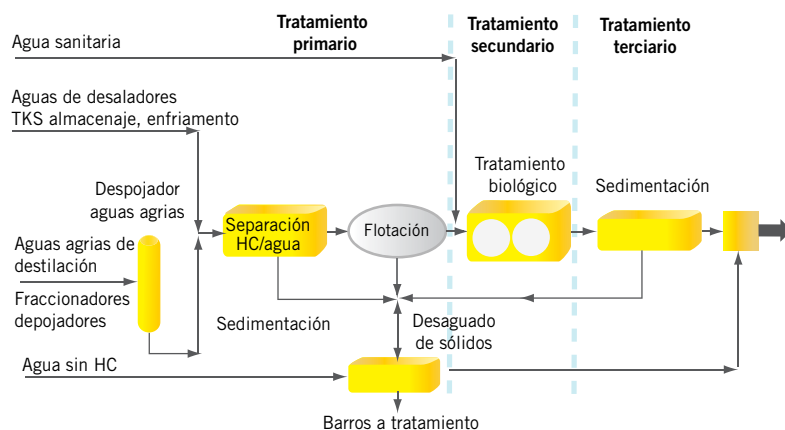 Tratamiento
primario
Tratamiento
secundario
Tratamiento
terciario
Agua sanitaria
Aguas de desaladores
TKS almacenaje, enfriamento
Despojador
aguas agrias
Separación
HC/agua
Flotación
Tratamiento
biológico
Sedimentación
Aguas agrias de
destilación
Fraccionadores
depojadores
Sedimentación
Desaguado
de sólidos
Agua sin HC
Barros a tratamiento